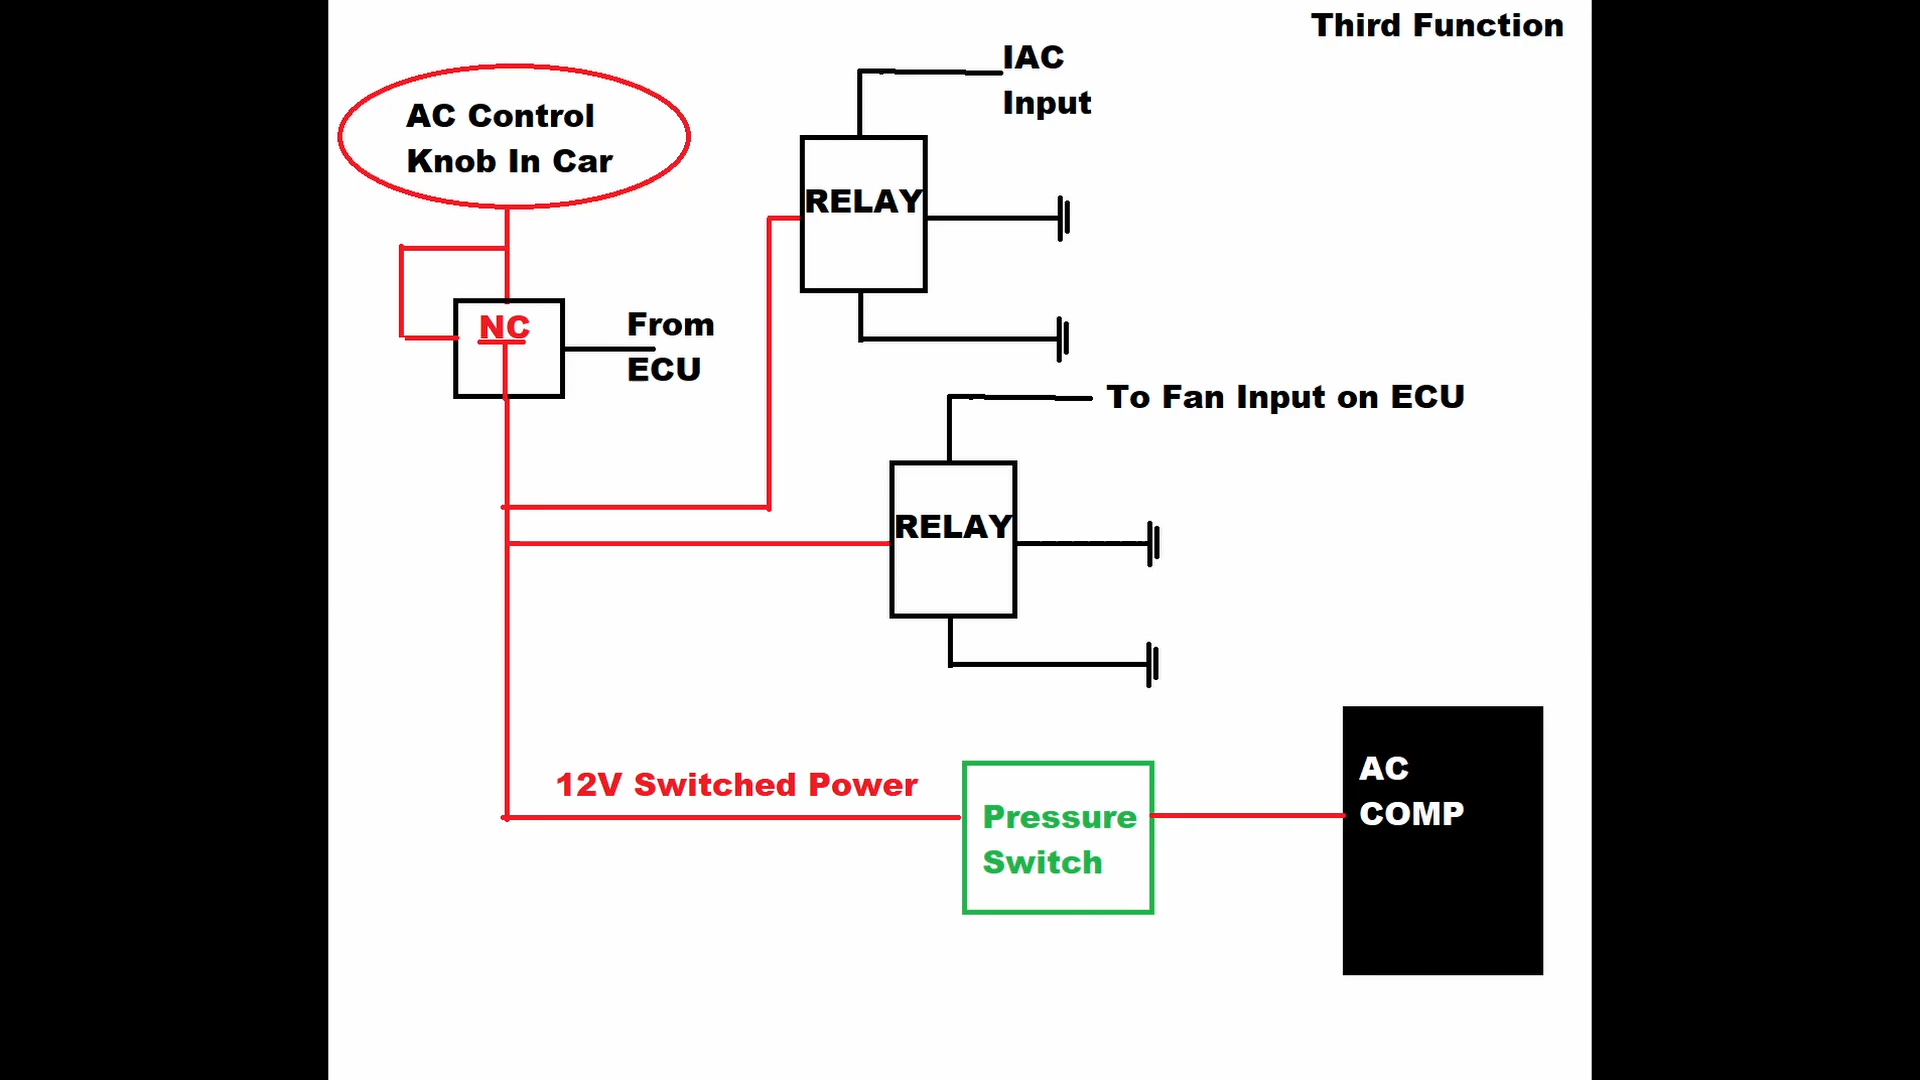 Third Function
IAC
Input
AC Control
Knob In Car
RELAY
NC
From
ECU
To Fan Input on ECU
RELAY
12V Switched Power
Pressure
Switch
AC
COMP